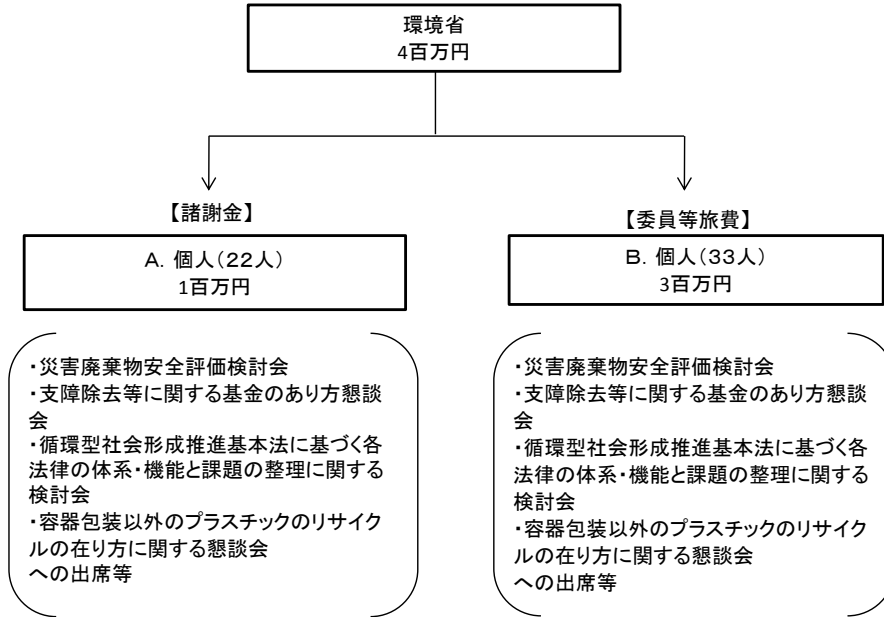 環境省
4百万円
【諸謝金】
A. 個人(22人)
1百万円
・災害廃棄物安全評価検討会
・支障除去等に関する基金のあり方懇談
会
・循環型社会形成推進基本法に基づく各
法律の体系・機能と課題の整理に関する
検討会
・容器包装以外のプラスチックのリサイク
ルの在り方に関する懇談会
への出席等
【委員等旅費】
B. 個人(33人)
3百万円
・災害廃棄物安全評価検討会
・支障除去等に関する基金のあり方懇談
会
・循環型社会形成推進基本法に基づく各
法律の体系・機能と課題の整理に関する
検討会
・容器包装以外のプラスチックのリサイク
ルの在り方に関する懇談会
への出席等